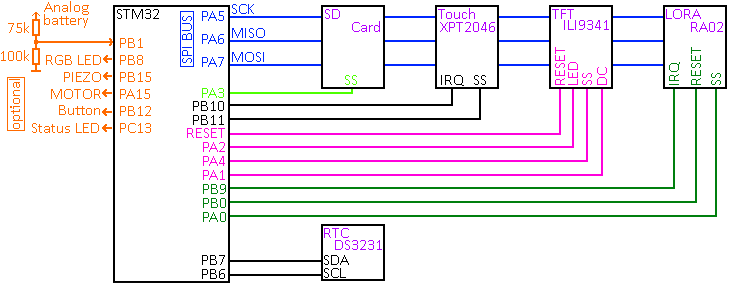 Analog
battery
75k
100k
optional
PB1
RGB LED PB8
PIEZO PB15
MOTOR PA15
Button PB12
Status LED PC13
STM32
SPI BUS
PA5 SCK
PA6 MISO
PA7 MOSI
PA3
PB10
PB11
RESET
PA2
PA4
PA1
PB9
PB0
PA0
PB7
PB6
SD
Card
SS
Touch
XPT2046
IRQ SS
TFT
ILI9341
RESET
LED
SS
DC
LORA
RA02
IRQ
RESET
SS
RTC
DS3231
SDA
SCL